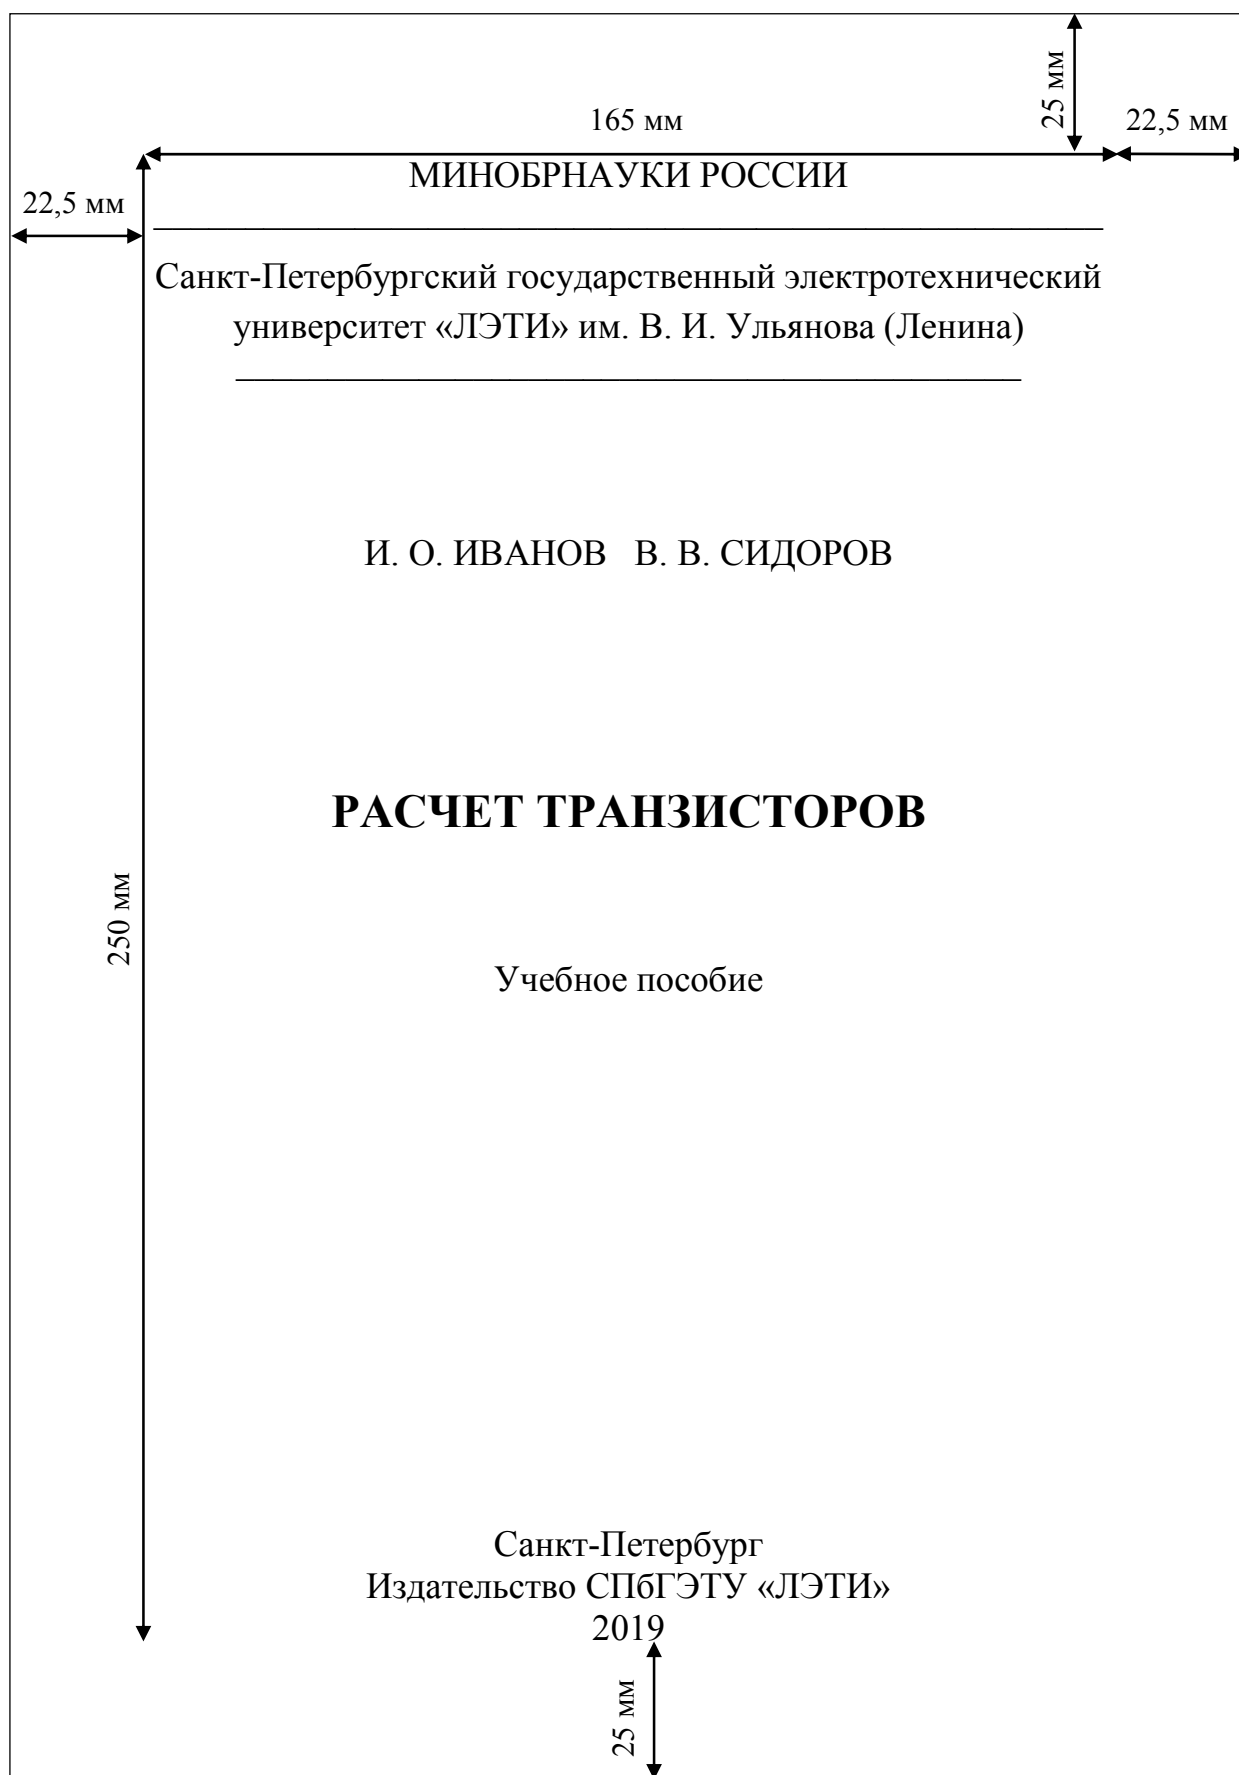 25 мм
165 мм
22,5 мм
МИНОБРНАУКИ РОССИИ
22,5 мм
Санкт-Петербургский государственный электротехнический
университет «ЛЭТИ» им. В. И. Ульянова (Ленина)
И. О. ИВАНОВ В. В. СИДОРОВ
РАСЧЕТ ТРАНЗИСТОРОВ
250 мм
Учебное пособие
Санкт-Петербург
Издательство СПбГЭТУ «ЛЭТИ»
2019
25 мм